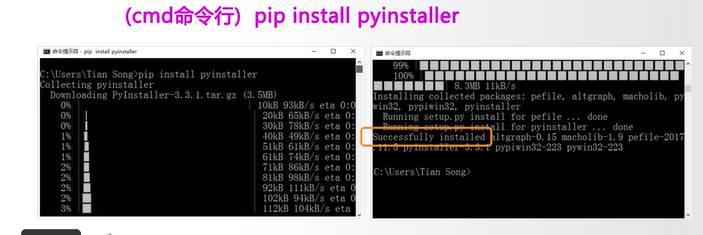 (cmd命令行) pip install pyinstaller
命令提示符 - pip install pyinstaller
C:\Users\Tian Song>pip install pyinstaller
Collecting pyinstaller
Downloading PyInstaller-3.3.1.tar.gz (3.5MB)
0% | 10kB 93kB/s eta 0:0
0% | 20kB 65kB/s eta 0:0
0% | 30kB 78kB/s eta 0:0
1% | 40kB 49kB/s eta 0:0
1% | 51kB 61kB/s eta 0:0
1% | 61kB 74kB/s eta 0:0
2% | 71kB 86kB/s eta 0:0
2% | 81kB 98kB/s eta 0:0
2% | 92kB 111kB/s eta 0
2% | 102kB 94kB/s eta 0
3% | 112kB 104kB/s eta 0
命令提示符
99% |
100% |
| 8.3MB 11kB/s
Installing collected packages: pefile, altgraph, macholib, py
win32, pypiwin32, pyinstaller
Running setup.py install for pefile ... done
Running setup.py install for pyinstaller ... done
Successfully installed altgraph-0.15 macholib-1.9 pefile-2017
.11.5 pyinstaller-3.3.1 pypiwin32-223 pywin32-223
C:\Users\Tian Song>